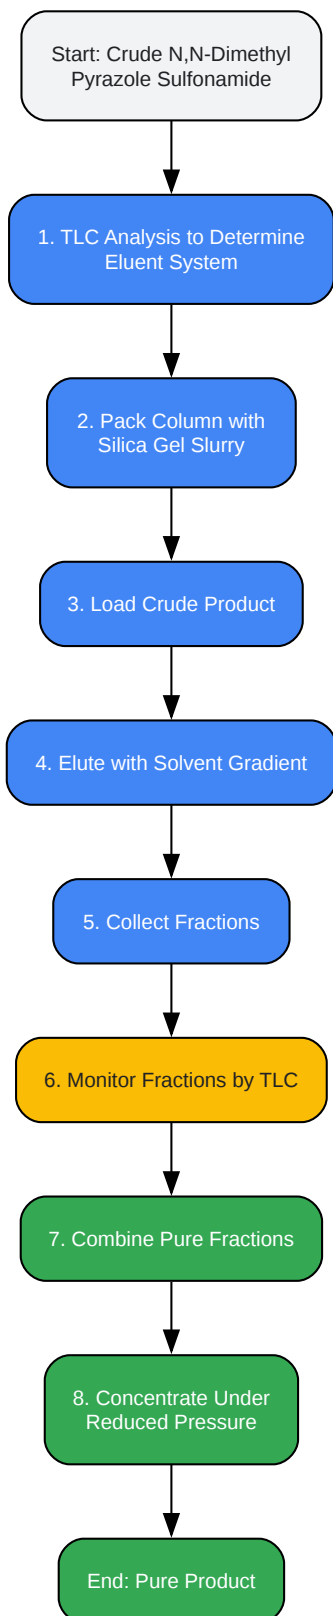 Start: Crude N,N-Dimethyl
Pyrazole Sulfonamide
1. TLC Analysis to Determine
Eluent System
2. Pack Column with
Silica Gel Slurry
3. Load Crude Product
4. Elute with Solvent Gradient
5. Collect Fractions
6. Monitor Fractions by TLC
7. Combine Pure Fractions
8. Concentrate Under
Reduced Pressure
End: Pure Product